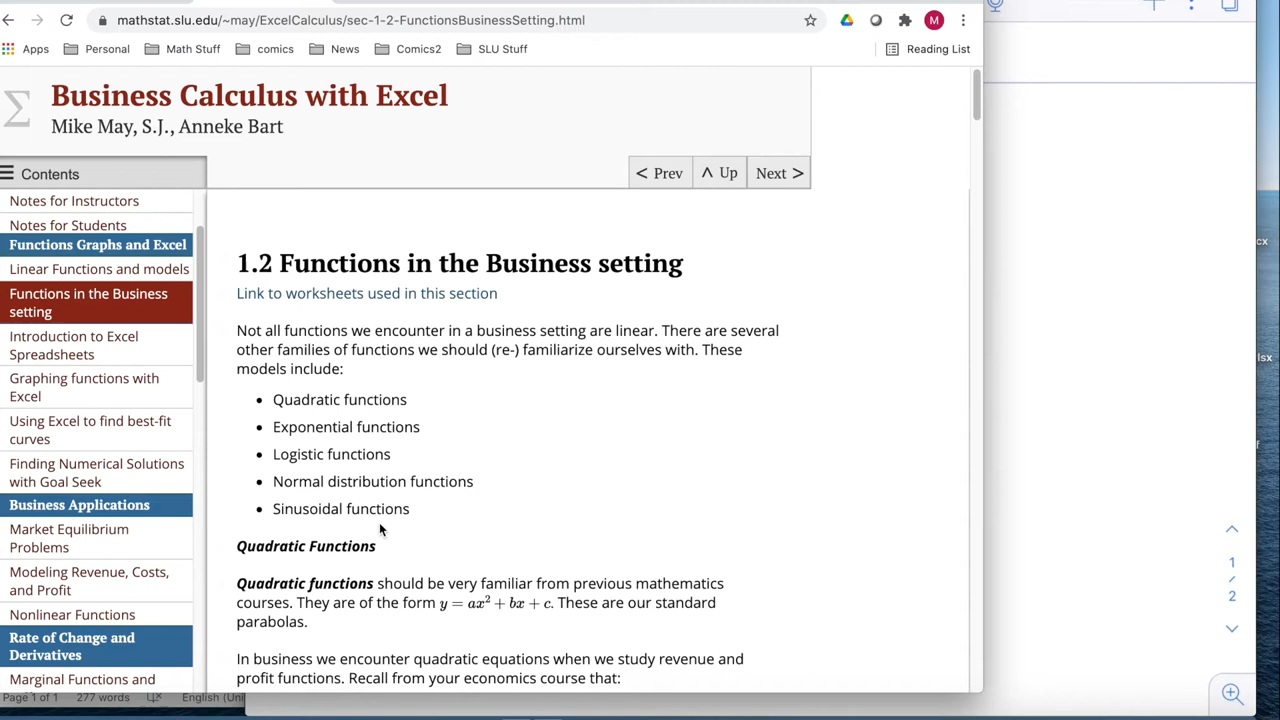 mathstat.slu.edu/~may/ExcelCalculus/sec-1-2-FunctionsBusinessSetting.html
M
Apps Personal Math Stuff comics News Comics2 SLU Stuff Reading List
Business Calculus with Excel
Mike May, S.J., Anneke Bart
Contents
< Prev ^ Up Next >
Notes for Instructors
Notes for Students
Functions Graphs and Excel
Linear Functions and models
Functions in the Business
setting
Introduction to Excel
Spreadsheets
Graphing functions with
Excel
Using Excel to find best-fit
curves
Finding Numerical Solutions
with Goal Seek
Business Applications
Market Equilibrium
Problems
Modeling Revenue, Costs,
and Profit
Nonlinear Functions
Rate of Change and
Derivatives
Marginal Functions and
1.2 Functions in the Business setting
Link to worksheets used in this section
Not all functions we encounter in a business setting are linear. There are several
other families of functions we should (re-) familiarize ourselves with. These
models include:
• Quadratic functions
• Exponential functions
• Logistic functions
• Normal distribution functions
• Sinusoidal functions
Quadratic Functions
Quadratic functions should be very familiar from previous mathematics
courses. They are of the form y = ax² + bx + c. These are our standard
parabolas.
In business we encounter quadratic equations when we study revenue and
profit functions. Recall from your economics course that:
Page 1 of 1 277 words English (Uni
cx
lsx
f
1
/
2